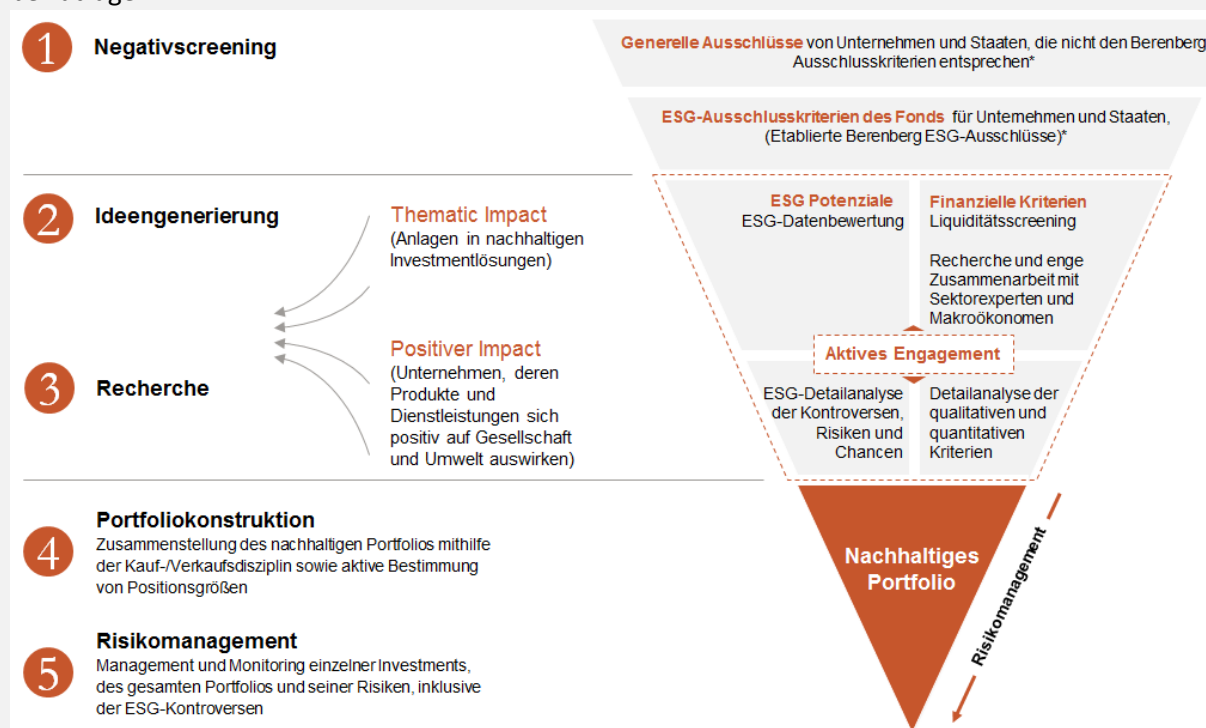 1
Negativscreening
Generelle Ausschlüsse von Unternehmen und Staaten, die nicht den Berenberg
Ausschlusskriterien entsprechen*
ESG-Ausschlusskriterien des Fonds für Unternehmen und Staaten,
(Etablierte Berenberg ESG-Ausschlüsse)*
2
Ideengenerierung
Thematic Impact
(Anlagen in nachhaltigen
Investmentlösungen)
ESG Potenziale
ESG-Datenbewertung
Finanzielle Kriterien
Liquiditätsscreening
Recherche und enge
Zusammenarbeit mit
Sektorexperten und
Makroökonomen
Aktives Engagement
3
Recherche
Positiver Impact
(Unternehmen, deren
Produkte und
Dienstleistungen sich
positiv auf Gesellschaft
und Umwelt auswirken)
ESG-Detailanalyse
der Kontroversen,
Risiken und
Chancen
Detailanalyse der
qualitativen und
quantitativen
Kriterien
4
Portfoliokonstruktion
Zusammenstellung des nachhaltigen Portfolios mithilfe
der Kauf-/Verkaufsdisziplin sowie aktive Bestimmung
von Positionsgrößen
Nachhaltiges
Portfolio
Risikomanagement
5
Risikomanagement
Management und Monitoring einzelner Investments,
des gesamten Portfolios und seiner Risiken, inklusive
der ESG-Kontroversen